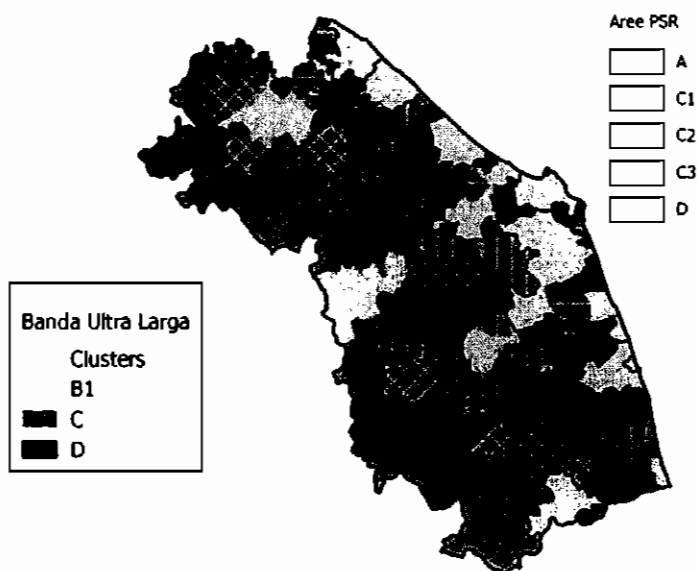 Aree PSR
A
C1
C2
C3
D
Banda Ultra Larga
Clusters
B1
C
D